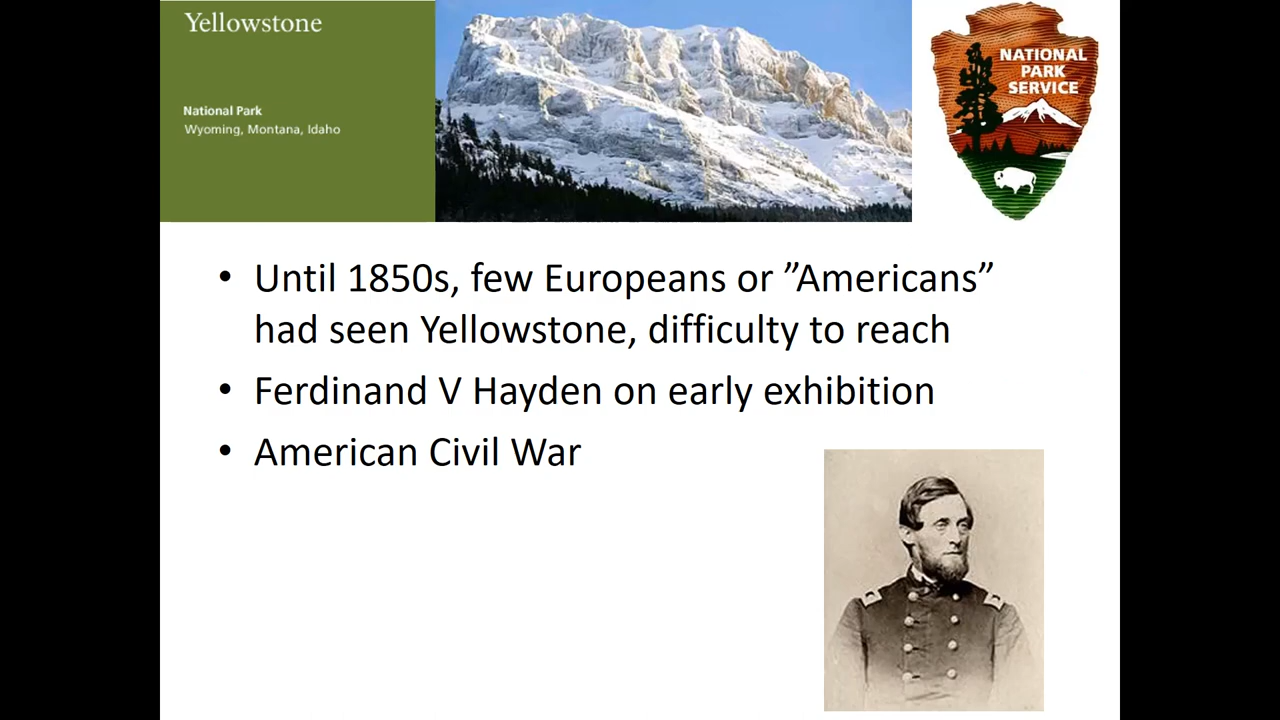 Yellowstone
National Park
Wyoming, Montana, Idaho
NATIONAL
PARK
SERVICE
• Until 1850s, few Europeans or ”Americans”
had seen Yellowstone, difficulty to reach
• Ferdinand V Hayden on early exhibition
• American Civil War